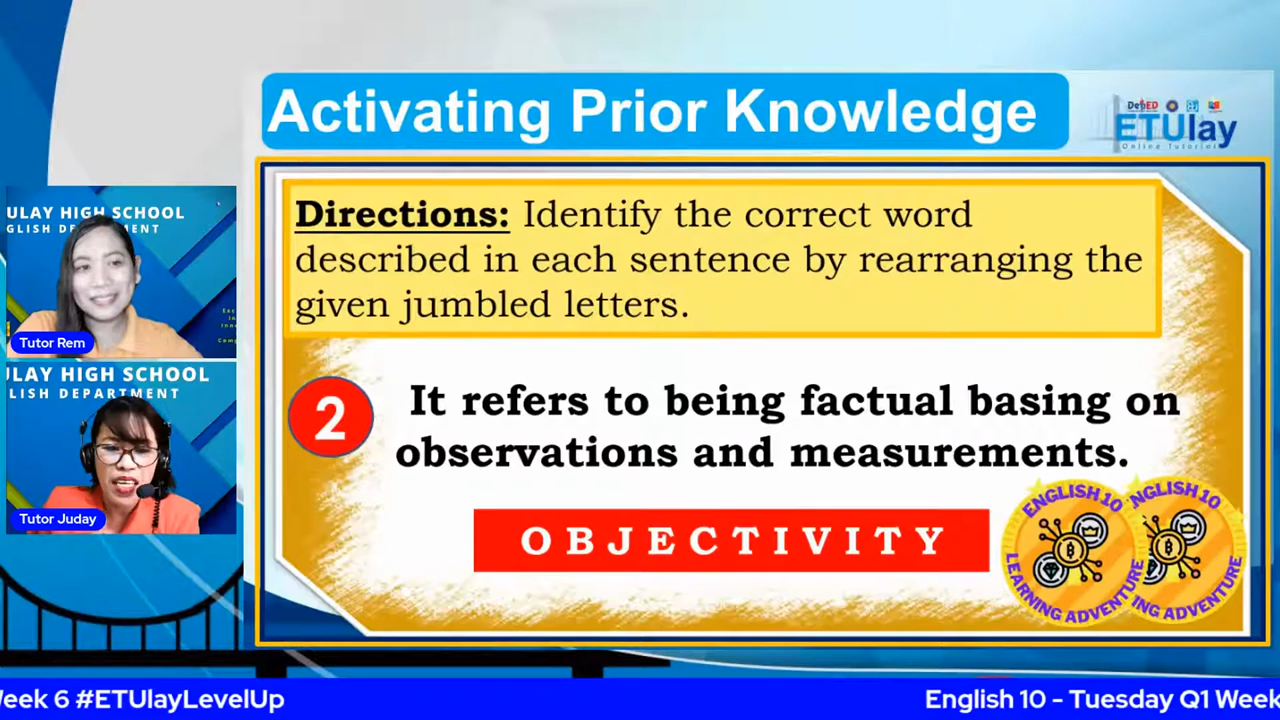 Activating Prior Knowledge
DepED
ETUlay
Online Tutorial
Directions: Identify the correct word
described in each sentence by rearranging the
given jumbled letters.
ULAY HIGH SCHOOL
GLISH DEPARTMENT
Tutor Rem
ULAY HIGH SCHOOL
LISH DEPARTMENT
Tutor Juday
2
It refers to being factual basing on
observations and measurements.
OBJECTIVITY
ENGLISH 10
LEARNING ADVENTURE
NGLISH 10
ING ADVENTURE
Week 6 #ETUlayLevelUp
English 10 - Tuesday Q1 Week